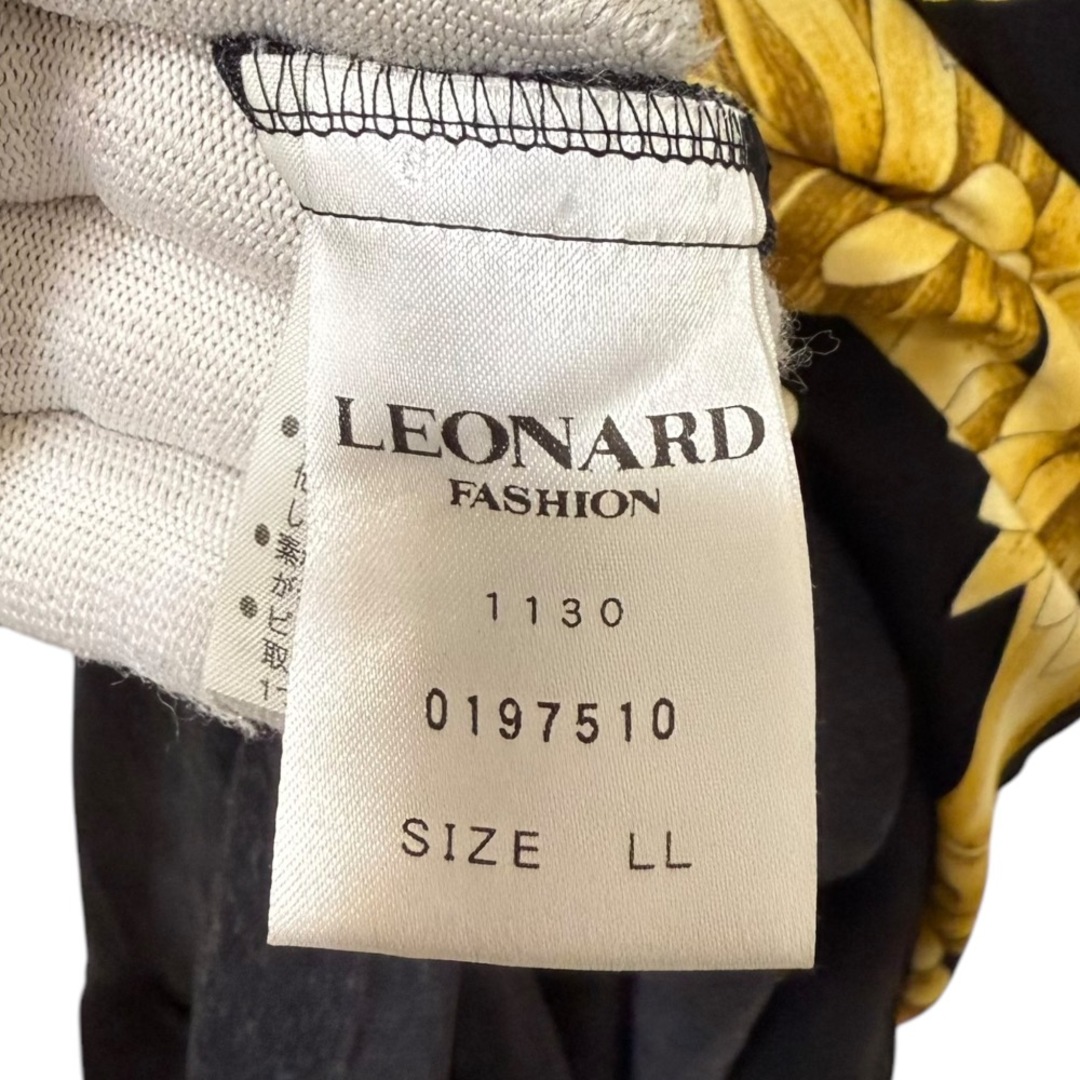 LEONARD
FASHION
1130
0197510
SIZE LL